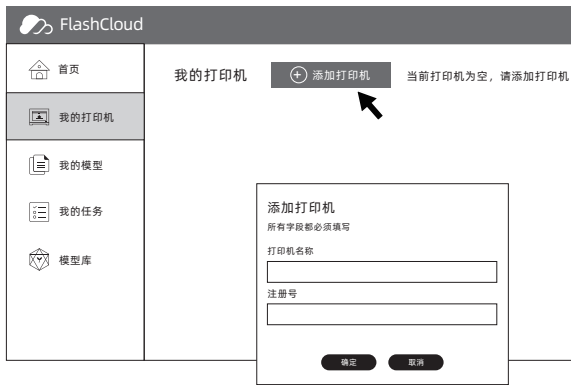 FlashCloud
首页
我的打印机
我的模型
我的任务
模型库
我的打印机
添加打印机
当前打印机为空，请添加打印机
添加打印机
所有字段都必须填写
打印机名称
注册号
确定
取消